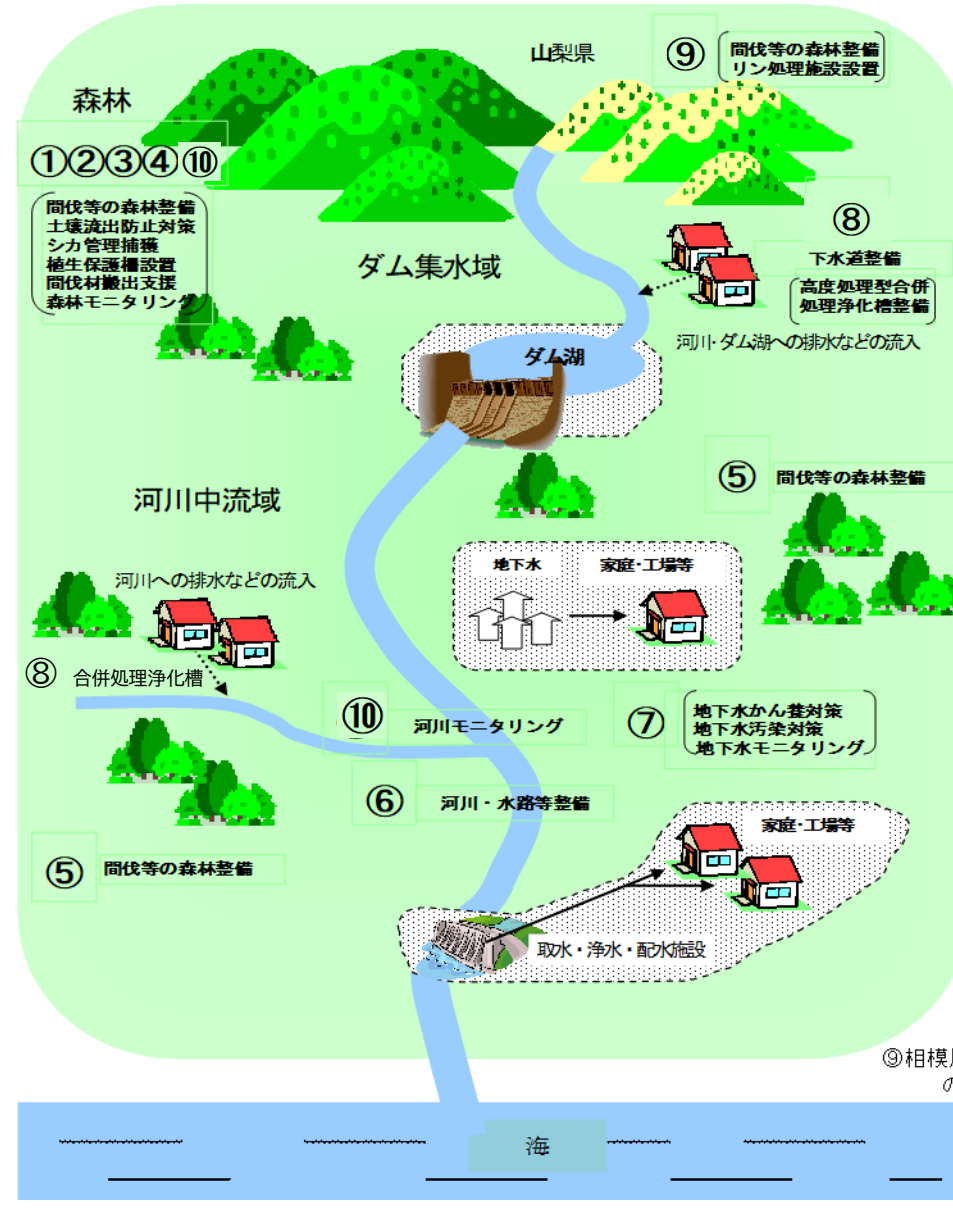 山梨県
⑨
間伐等の森林整備
リン処理施設設置
森林
①②③④⑩
間伐等の森林整備
土壌流出防止対策
シカ管理捕獲
植生保護柵設置
間伐材搬出支援
森林モニタリング
⑧
下水道整備
高度処理型合併
処理浄化槽整備
ダム集水域
河川・ダム湖への排水などの流入
ダム湖
⑤
間伐等の森林整備
河川中流域
地下水
家庭・工場等
河川への排水などの流入
⑧
合併処理浄化槽
⑩
河川モニタリング
⑦
地下水かん養対策
地下水汚染対策
地下水モニタリング
⑥
河川・水路等整備
家庭・工場等
⑤
間伐等の森林整備
取水・浄水・配水施設
⑨相模
の
海